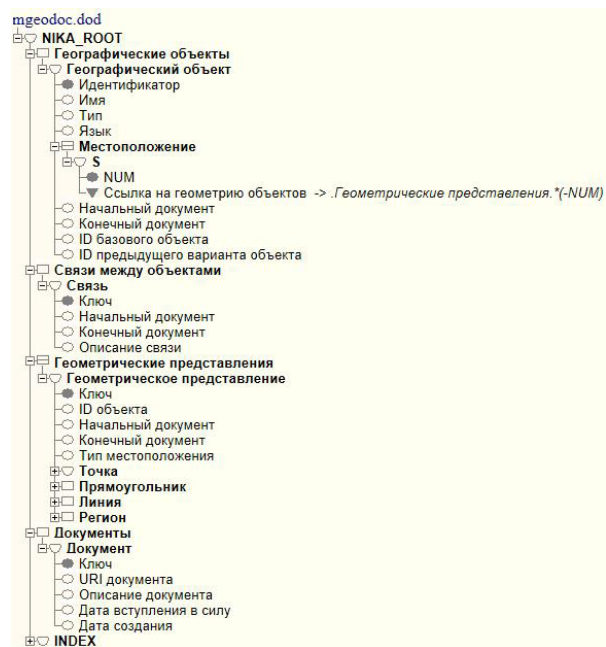 mgeodoc.dod
NIKA_ROOT
Географические объекты
Географический объект
Идентификатор
Имя
Тип
Язык
Местоположение
S
NUM
Ссылка на геометрию объектов -> .Геометрические представления.*(-NUM)
Начальный документ
Конечный документ
ID базового объекта
ID предыдущего варианта объекта
Связи между объектами
Связь
Ключ
Начальный документ
Конечный документ
Описание связи
Геометрические представления
Геометрическое представление
Ключ
ID объекта
Начальный документ
Конечный документ
Тип местоположения
Точка
Прямоугольник
Линия
Регион
Документы
Документ
Ключ
URI документа
Описание документа
Дата вступления в силу
Дата создания
INDEX